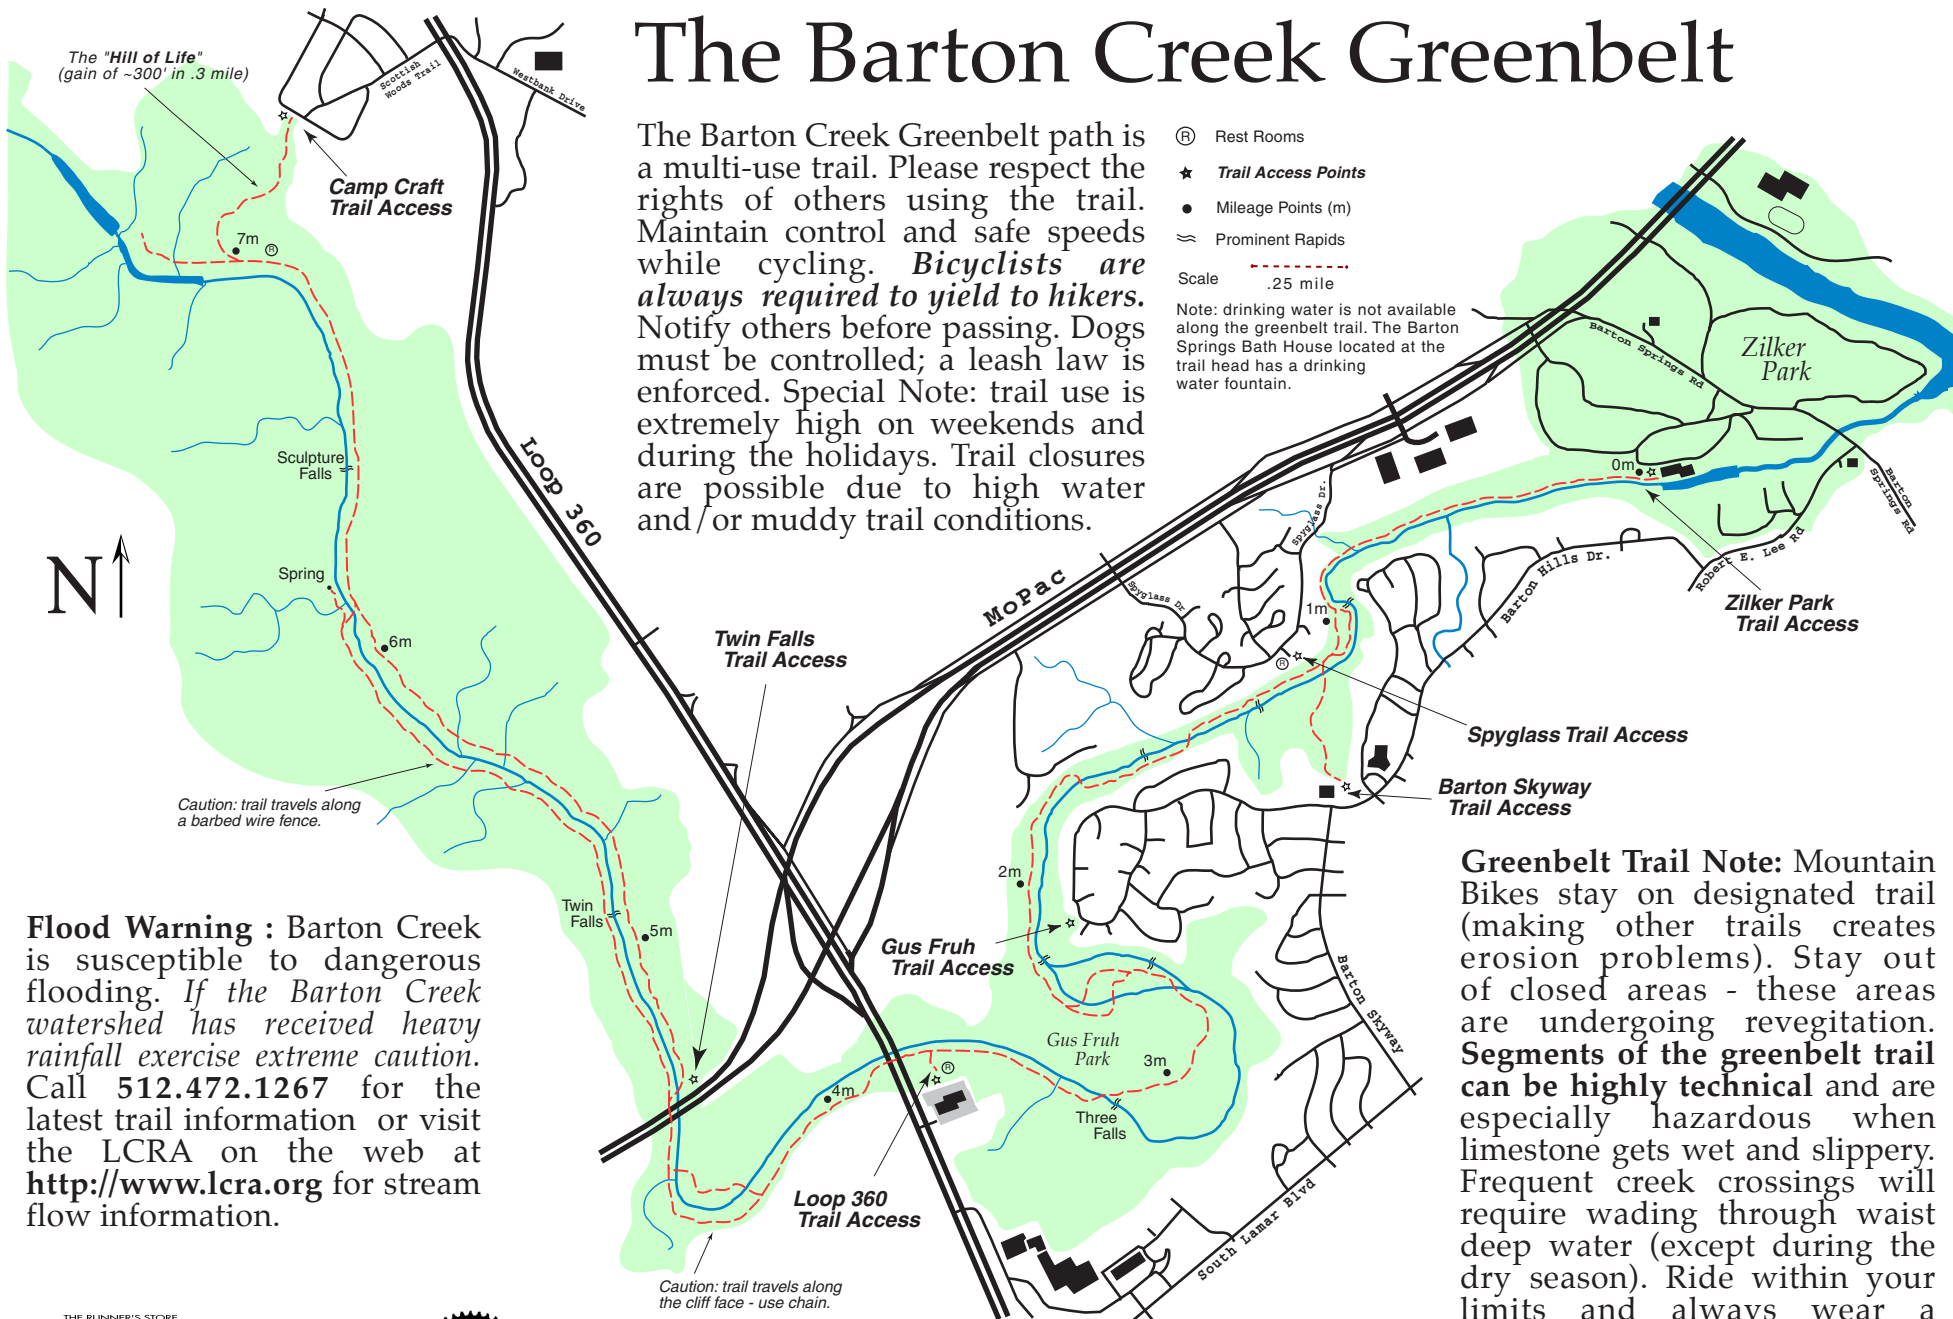 The Barton Creek Greenbelt
The "Hill of Life"
(gain of ~300' in .3 mile)
Scottish
Woods Trail
Westbank Drive
Camp Craft
Trail Access
7m
R
The Barton Creek Greenbelt path is
a multi-use trail. Please respect the
rights of others using the trail.
Maintain control and safe speeds
while cycling. Bicyclists are
always required to yield to hikers.
Notify others before passing. Dogs
must be controlled; a leash law is
enforced. Special Note: trail use is
extremely high on weekends and
during the holidays. Trail closures
are possible due to high water
and/or muddy trail conditions.
R Rest Rooms
Trail Access Points
Mileage Points (m)
Prominent Rapids
Scale
.25 mile
Note: drinking water is not available
along the greenbelt trail. The Barton
Springs Bath House located at the
trail head has a drinking
water fountain.
Barton Springs Rd
Zilker
Park
Sculpture
Falls
Loop 360
0m
Barton
Springs Rd
Spyglass Dr.
N
Spring
MoPac
Spyglass Dr
Barton Hills Dr.
Robert E. Lee Rd
1m
R
Zilker Park
Trail Access
6m
Twin Falls
Trail Access
Spyglass Trail Access
Barton Skyway
Trail Access
Caution: trail travels along
a barbed wire fence.
2m
Twin
Falls
5m
Gus Fruh
Trail Access
Barton Skyway
Flood Warning : Barton Creek
is susceptible to dangerous
flooding. If the Barton Creek
watershed has received heavy
rainfall exercise extreme caution.
Call 512.472.1267 for the
latest trail information or visit
the LCRA on the web at
http://www.lcra.org for stream
flow information.
Gus Fruh
Park
3m
R
4m
Three
Falls
Loop 360
Trail Access
South Lamar Blvd
Caution: trail travels along
the cliff face - use chain.
Greenbelt Trail Note: Mountain
Bikes stay on designated trail
(making other trails creates
erosion problems). Stay out
of closed areas - these areas
are undergoing revegitation.
Segments of the greenbelt trail
can be highly technical and are
especially hazardous when
limestone gets wet and slippery.
Frequent creek crossings will
require wading through waist
deep water (except during the
dry season). Ride within your
limits and always wear a
THE RUNNER'S STORE